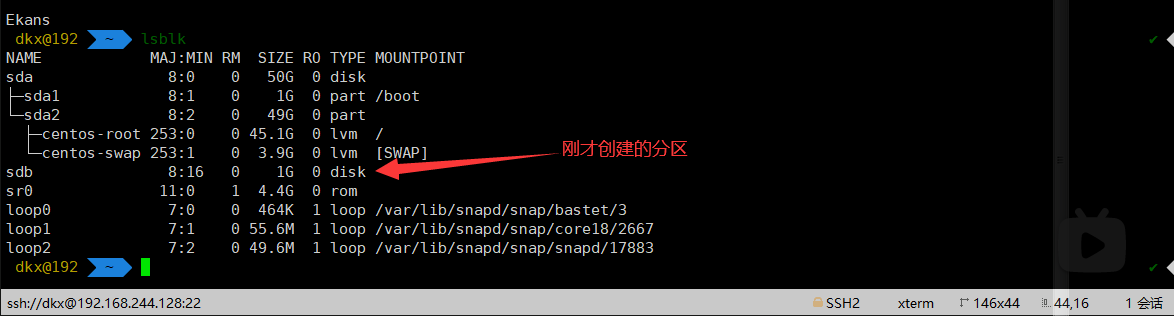 Ekans
dkx@192 ~ lsblk
NAME MAJ:MIN RM SIZE RO TYPE MOUNTPOINT
sda 8:0 0 50G 0 disk
├─sda1 8:1 0 1G 0 part /boot
└─sda2 8:2 0 49G 0 part
├─centos-root 253:0 0 45.1G 0 lvm /
└─centos-swap 253:1 0 3.9G 0 lvm [SWAP]
刚才创建的分区
sdb 8:16 0 1G 0 disk
sr0 11:0 1 4.4G 0 rom
loop0 7:0 0 464K 1 loop /var/lib/snapd/snap/bastet/3
loop1 7:1 0 55.6M 1 loop /var/lib/snapd/snap/core18/2667
loop2 7:2 0 49.6M 1 loop /var/lib/snapd/snap/snapd/17883
dkx@192 ~
ssh://dkx@192.168.244.128:22 SSH2 xterm 146x44 44,16 1 会话